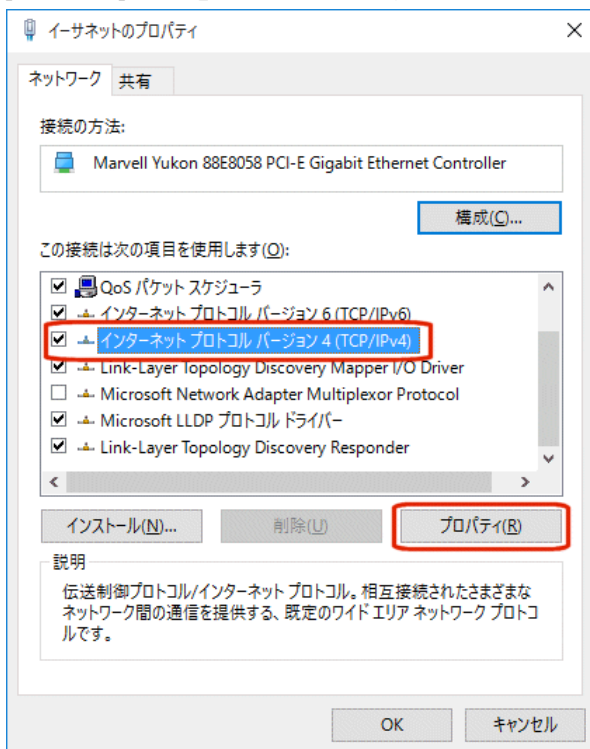 イーサネットのプロパティ
ネットワーク 共有
接続の方法:
Marvell Yukon 88E8058 PCI-E Gigabit Ethernet Controller
構成(C)...
この接続は次の項目を使用します(O):
QoS パケット スケジューラ
インターネット プロトコル バージョン 6 (TCP/IPv6)
インターネット プロトコル バージョン 4 (TCP/IPv4)
Link-Layer Topology Discovery Mapper I/O Driver
Microsoft Network Adapter Multiplexor Protocol
Microsoft LLDP プロトコル ドライバー
Link-Layer Topology Discovery Responder
インストール(N)... 削除(U) プロパティ(R)
説明
伝送制御プロトコル/インターネット プロトコル。相互接続されたさまざまな
ネットワーク間の通信を提供する、既定のワイド エリア ネットワーク プロトコ
ルです。
OK キャンセル